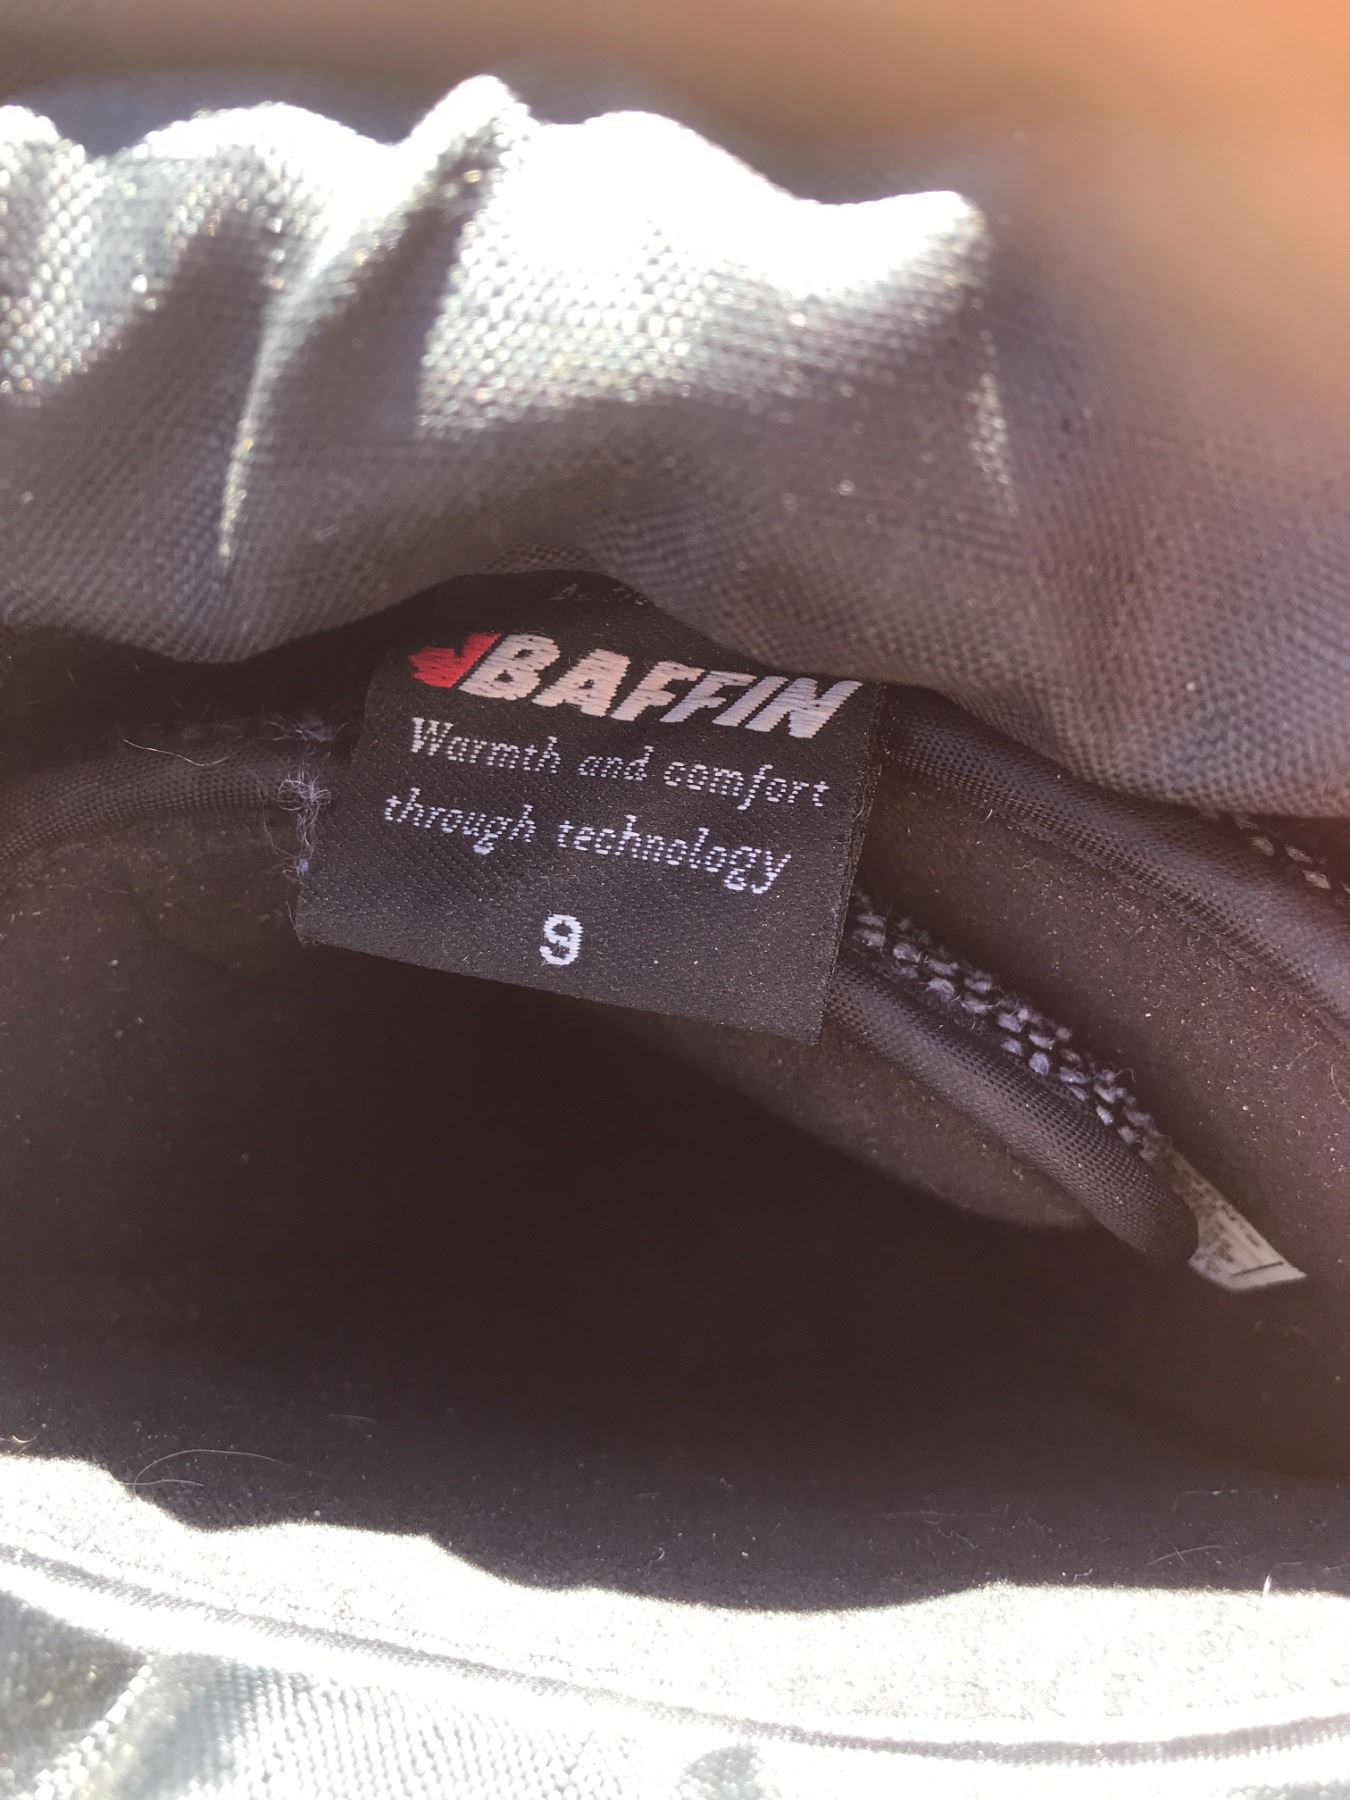 BAFFIN
Warmth and comfort
through technology
9